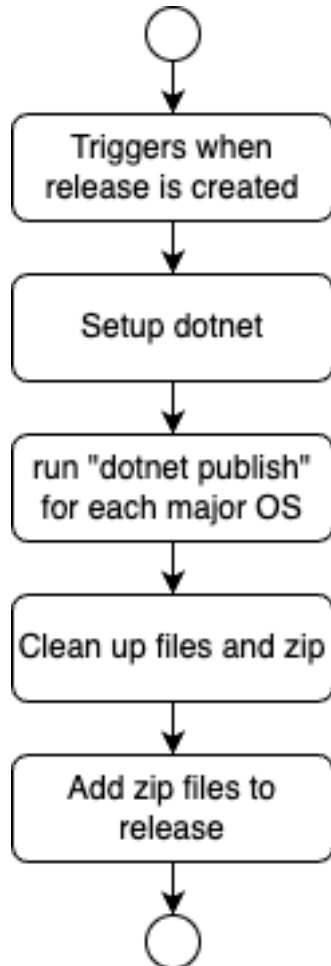 Triggers when
release is created
Setup dotnet
run "dotnet publish"
for each major OS
Clean up files and zip
Add zip files to
release